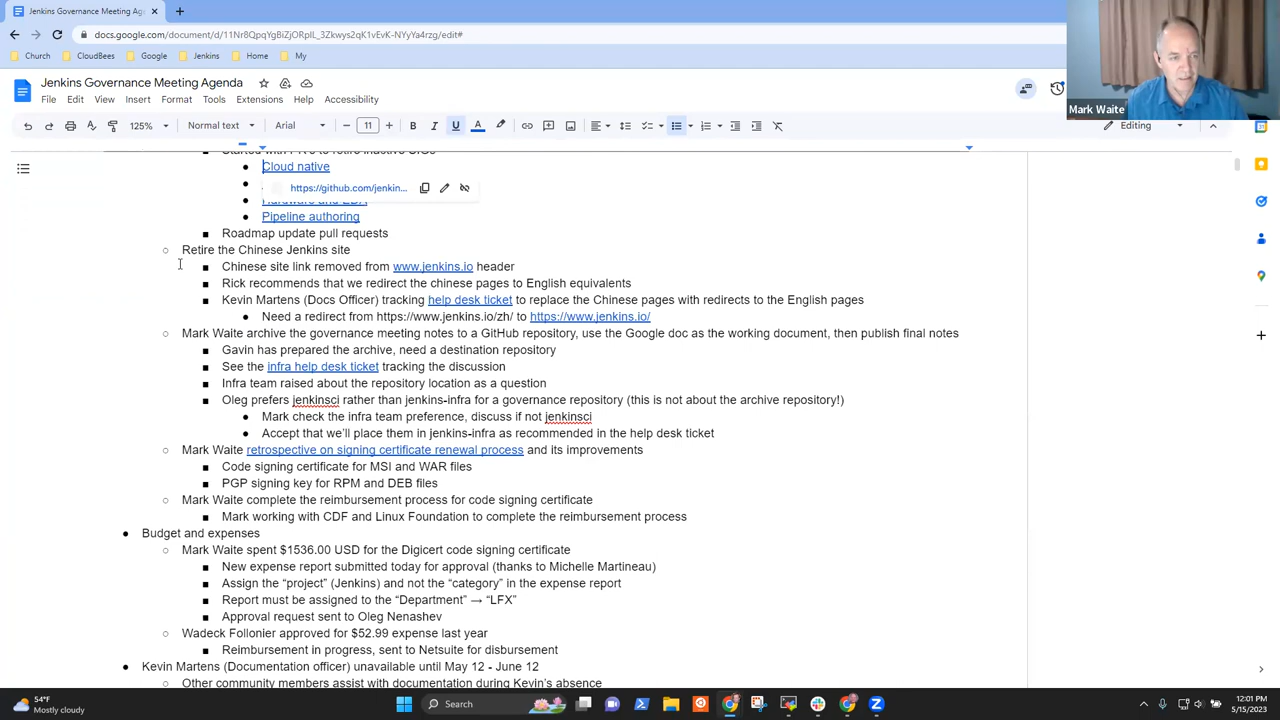 Jenkins Governance Meeting Agenda
docs.google.com/document/d/11Nr8QpqYgBiZjORpIL_3Zkwys2qK1vEvK-NYyYa4rzg/edit#
Church CloudBees Google Jenkins Home My
Jenkins Governance Meeting Agenda
File Edit View Insert Format Tools Extensions Help Accessibility
125% Normal text Arial 11 Editing
Mark Waite
Started with PR's to retire inactive SIGs
Cloud native
https://github.com/jenkin...
Hardware and EDA
Pipeline authoring
Roadmap update pull requests
Retire the Chinese Jenkins site
Chinese site link removed from www.jenkins.io header
Rick recommends that we redirect the chinese pages to English equivalents
Kevin Martens (Docs Officer) tracking help desk ticket to replace the Chinese pages with redirects to the English pages
Need a redirect from https://www.jenkins.io/zh/ to https://www.jenkins.io/
Mark Waite archive the governance meeting notes to a GitHub repository, use the Google doc as the working document, then publish final notes
Gavin has prepared the archive, need a destination repository
See the infra help desk ticket tracking the discussion
Infra team raised about the repository location as a question
Oleg prefers jenkinsci rather than jenkins-infra for a governance repository (this is not about the archive repository!)
Mark check the infra team preference, discuss if not jenkinsci
Accept that we'll place them in jenkins-infra as recommended in the help desk ticket
Mark Waite retrospective on signing certificate renewal process and its improvements
Code signing certificate for MSI and WAR files
PGP signing key for RPM and DEB files
Mark Waite complete the reimbursement process for code signing certificate
Mark working with CDF and Linux Foundation to complete the reimbursement process
Budget and expenses
Mark Waite spent $1536.00 USD for the Digicert code signing certificate
New expense report submitted today for approval (thanks to Michelle Martineau)
Assign the “project” (Jenkins) and not the “category” in the expense report
Report must be assigned to the “Department” → “LFX”
Approval request sent to Oleg Nenashev
Wadeck Follonier approved for $52.99 expense last year
Reimbursement in progress, sent to Netsuite for disbursement
Kevin Martens (Documentation officer) unavailable until May 12 - June 12
Other community members assist with documentation during Kevin's absence
54°F
Mostly cloudy
Search
12:01 PM
5/15/2023